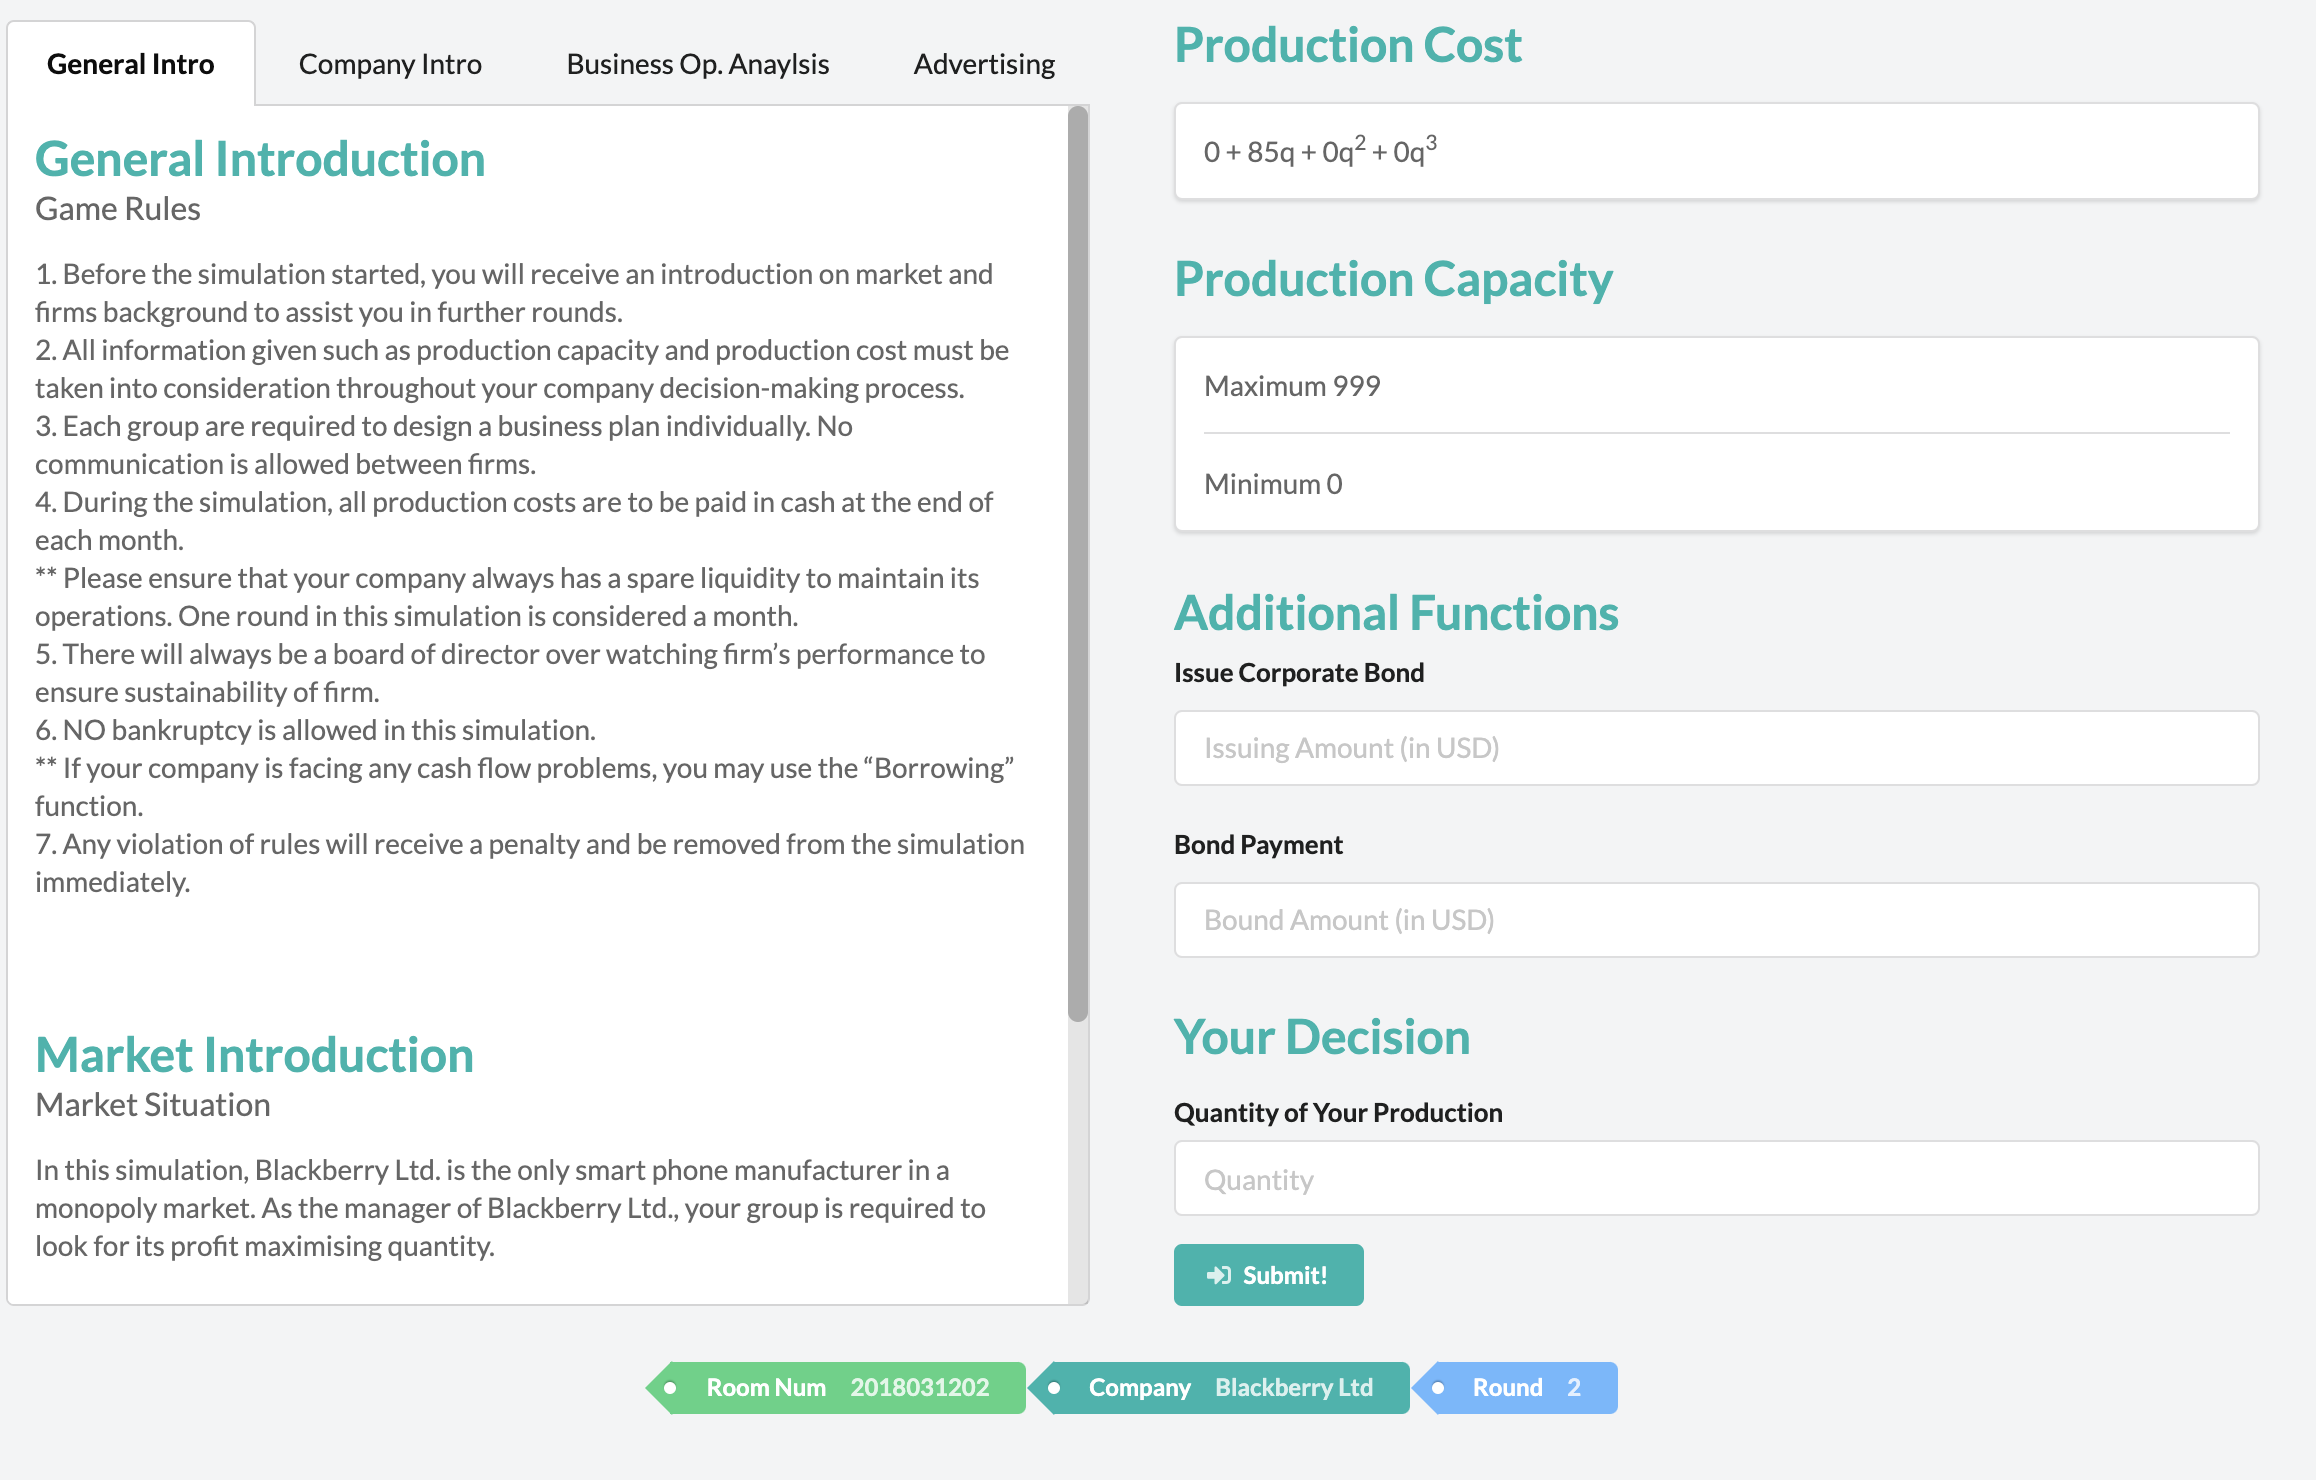 General Intro
Company Intro
Business Op. Anaylsis
Advertising
General Introduction
Game Rules
1. Before the simulation started, you will receive an introduction on market and
firms background to assist you in further rounds.
2. All information given such as production capacity and production cost must be
taken into consideration throughout your company decision-making process.
3. Each group are required to design a business plan individually. No
communication is allowed between firms.
4. During the simulation, all production costs are to be paid in cash at the end of
each month.
** Please ensure that your company always has a spare liquidity to maintain its
operations. One round in this simulation is considered a month.
5. There will always be a board of director over watching firm’s performance to
ensure sustainability of firm.
6. NO bankruptcy is allowed in this simulation.
** If your company is facing any cash flow problems, you may use the “Borrowing”
function.
7. Any violation of rules will receive a penalty and be removed from the simulation
immediately.
Market Introduction
Market Situation
In this simulation, Blackberry Ltd. is the only smart phone manufacturer in a
monopoly market. As the manager of Blackberry Ltd., your group is required to
look for its profit maximising quantity.
Production Cost
0 + 85q + 0q² + 0q³
Production Capacity
Maximum 999
Minimum 0
Additional Functions
Issue Corporate Bond
Issuing Amount (in USD)
Bond Payment
Bound Amount (in USD)
Your Decision
Quantity of Your Production
Quantity
Submit!
Room Num 2018031202
Company Blackberry Ltd
Round 2